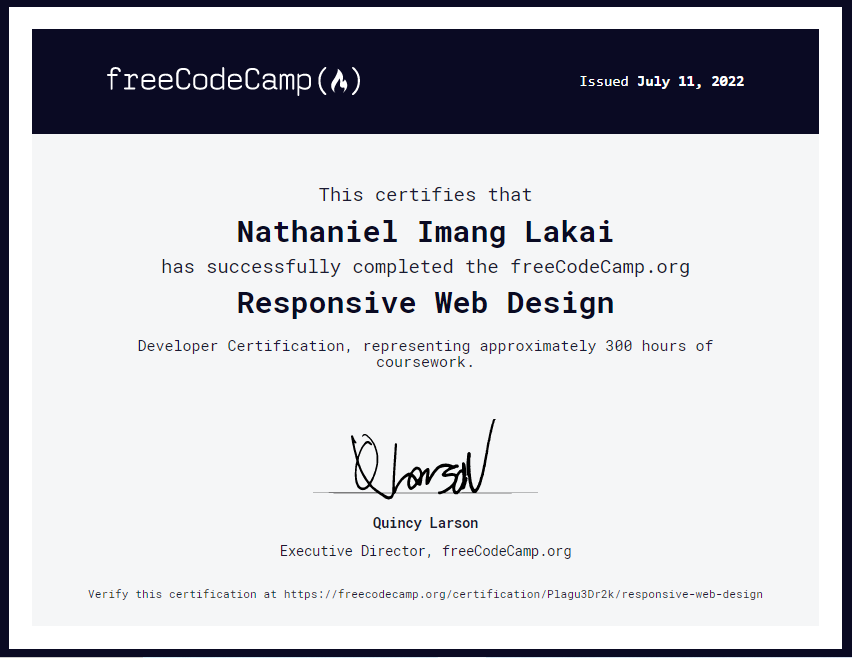 freeCodeCamp
Issued July 11, 2022
This certifies that
Nathaniel Imang Lakai
has successfully completed the freeCodeCamp.org
Responsive Web Design
Developer Certification, representing approximately 300 hours of
coursework.
Q Larson
Quincy Larson
Executive Director, freeCodeCamp.org
Verify this certification at https://freecodecamp.org/certification/Plagu3Dr2k/responsive-web-design